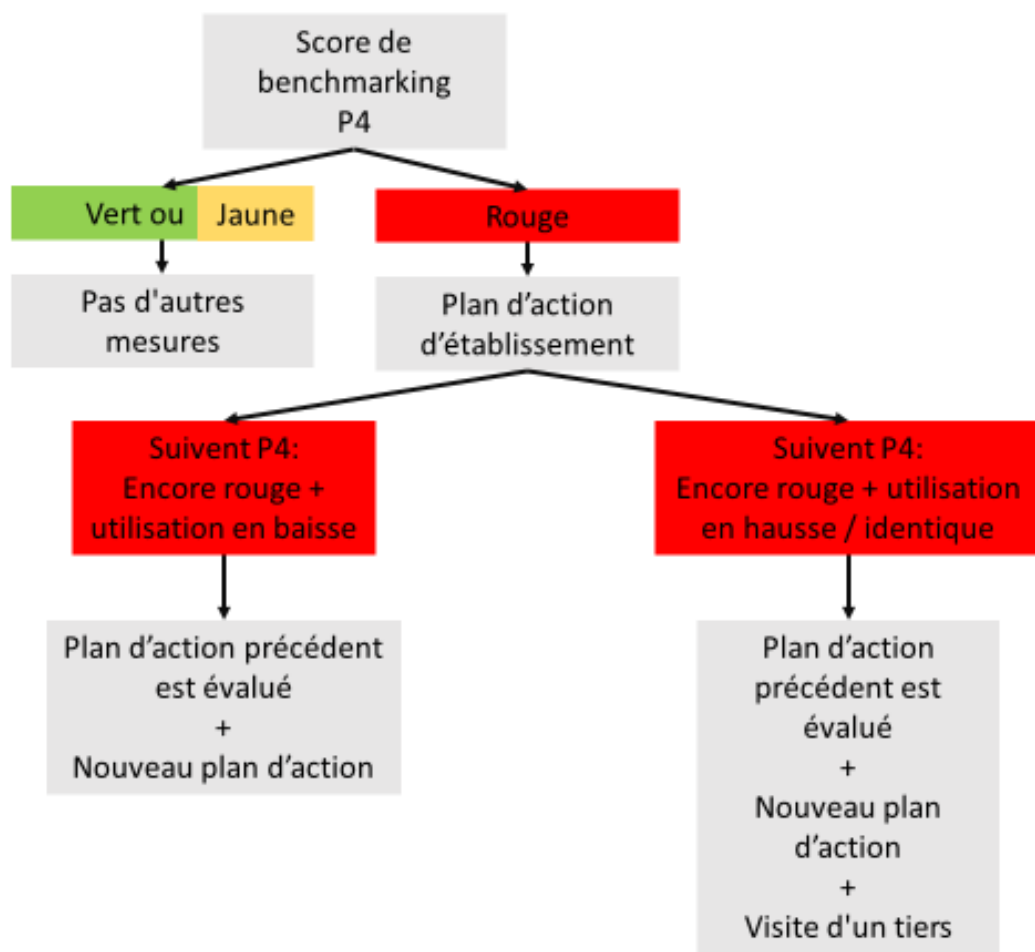 Score de
benchmarking
P4
Vert ou Jaune
Rouge
Pas d'autres
mesures
Plan d’action
d’établissement
Suivent P4:
Encore rouge +
utilisation en baisse
Suivent P4:
Encore rouge + utilisation
en hausse / identique
Plan d’action précédent
est évalué
+
Nouveau plan d’action
Plan d’action
précédent est
évalué
+
Nouveau plan
d’action
+
Visite d'un tiers